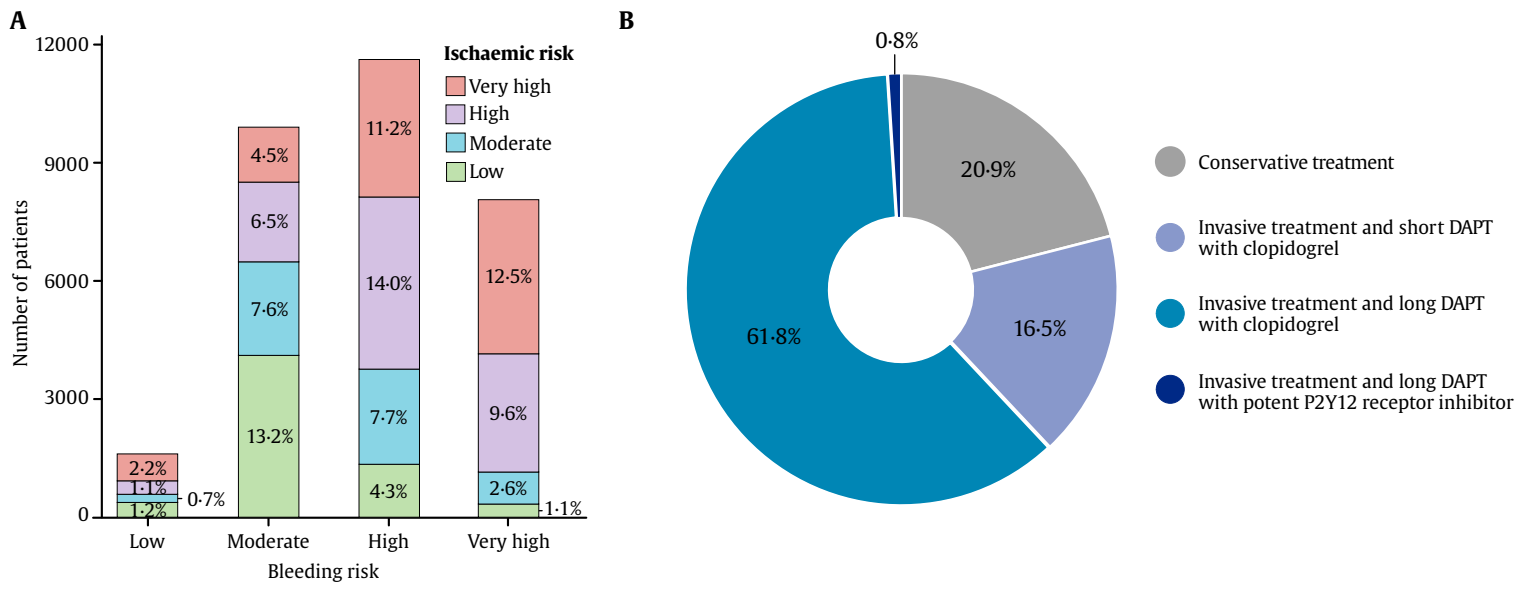 A
12000
9000
6000
3000
0
Number of patients
Ischaemic risk
Very high
High
Moderate
Low
2·2%
1·1%
0·7%
1·2%
4·5%
6·5%
7·6%
13·2%
11·2%
14·0%
7·7%
4·3%
12·5%
9·6%
2·6%
1·1%
Low
Moderate
High
Very high
Bleeding risk
B
0·8%
20·9%
16·5%
61·8%
Conservative treatment
Invasive treatment and short DAPT
with clopidogrel
Invasive treatment and long DAPT
with clopidogrel
Invasive treatment and long DAPT
with potent P2Y12 receptor inhibitor